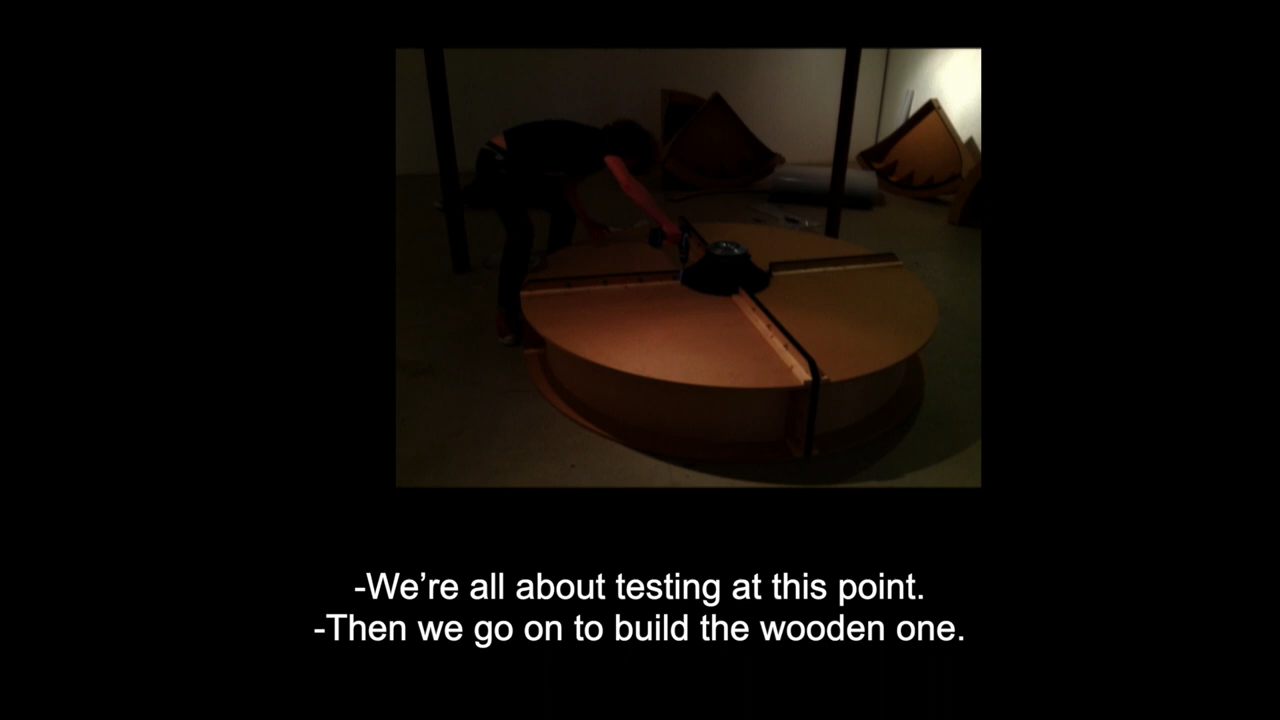 -We’re all about testing at this point.
-Then we go on to build the wooden one.